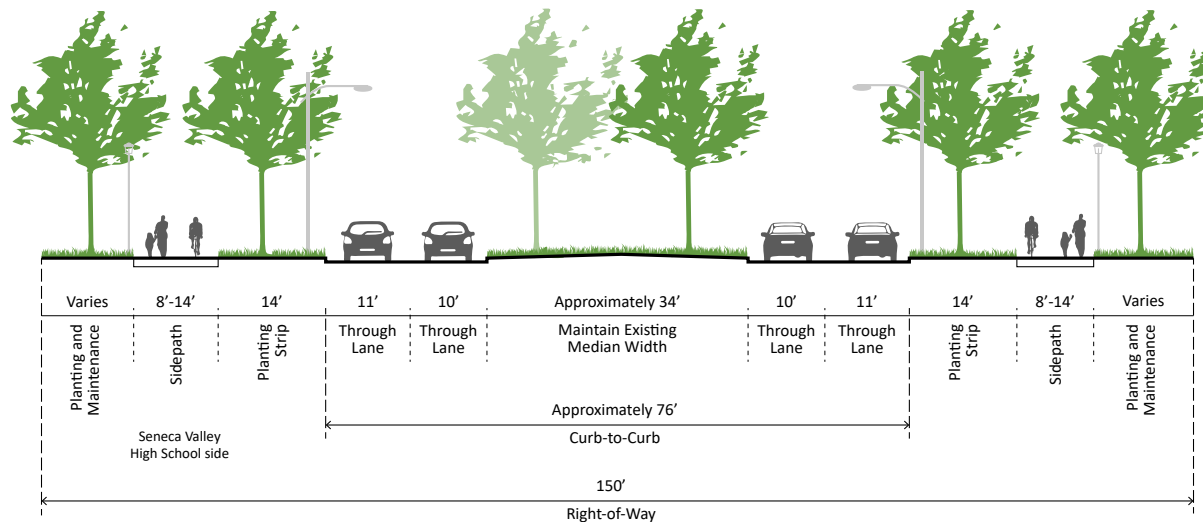 Varies
8’-14’
14’
11’
10’
Approximately 34’
10’
11’
14’
8’-14’
Varies
Planting and
Maintenance
Sidepath
Planting
Strip
Through
Lane
Through
Lane
Maintain Existing
Median Width
Through
Lane
Through
Lane
Planting
Strip
Sidepath
Planting and
Maintenance
Approximately 76’
Curb-to-Curb
Seneca Valley
High School side
150’
Right-of-Way